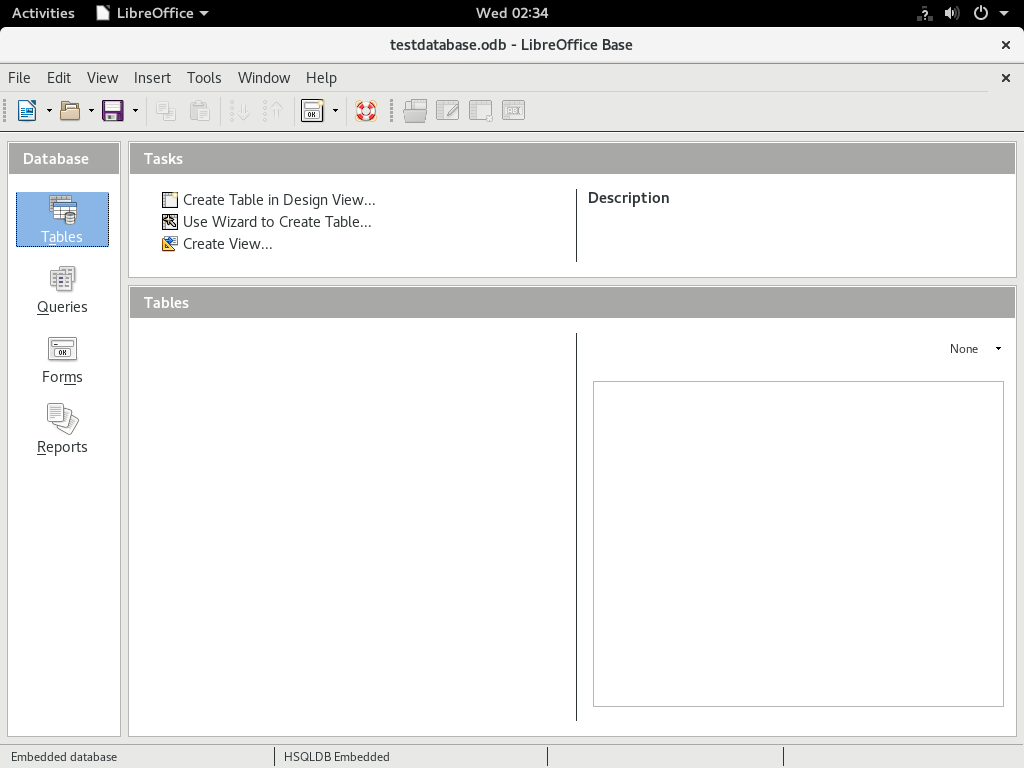 Activities LibreOffice Wed 02:34
testdatabase.odb - LibreOffice Base
File Edit View Insert Tools Window Help
Database
Tables
Queries
Forms
Reports
Tasks
Create Table in Design View...
Use Wizard to Create Table...
Create View...
Description
Tables
None
Embedded database HSQLDB Embedded